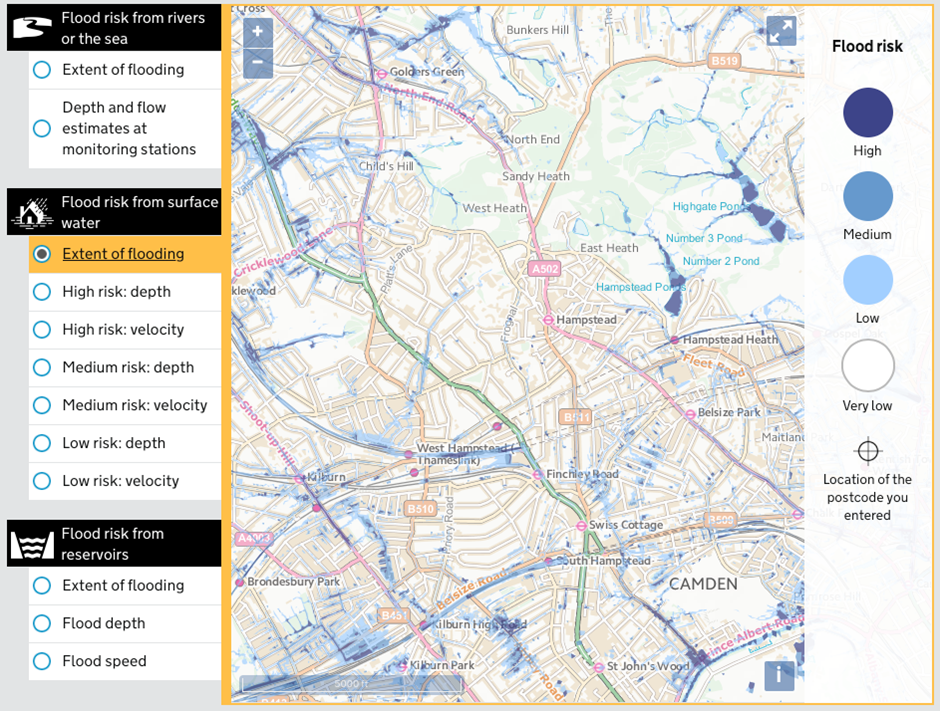 Flood risk from rivers
or the sea
Extent of flooding
Depth and flow
estimates at
monitoring stations
Flood risk from surface
water
Extent of flooding
High risk: depth
High risk: velocity
Medium risk: depth
Medium risk: velocity
Low risk: depth
Low risk: velocity
Flood risk from
reservoirs
Extent of flooding
Flood depth
Flood speed
+
−
t Cross
Bunkers Hill
The
B519
Golders Green
North End Road
North End
Child's Hill
Sandy Heath
West Heath
Highgate Pond
Number 3 Pond
East Heath
Number 2 Pond
Cricklewood Lane
Platt's Lane
A502
klewood
Hampstead Ponds
Frognal
Hampstead
Hampstead Heath
Fleet Road
B511
Belsize Park
Shoot-up Hill
Maitland
West Hampstead (
Thameslink)
Kilburn
Finchley Road
B510
B509
Swiss Cottage
A4003
South Hampstead
Brondesbury Park
CAMDEN
Belsize Road
B451
Kilburn High Road
Prince Albert Road
Kilburn Park
St John's Wood
5000 ft
i
Flood risk
High
Medium
Low
Very low
Location of the
postcode you
entered